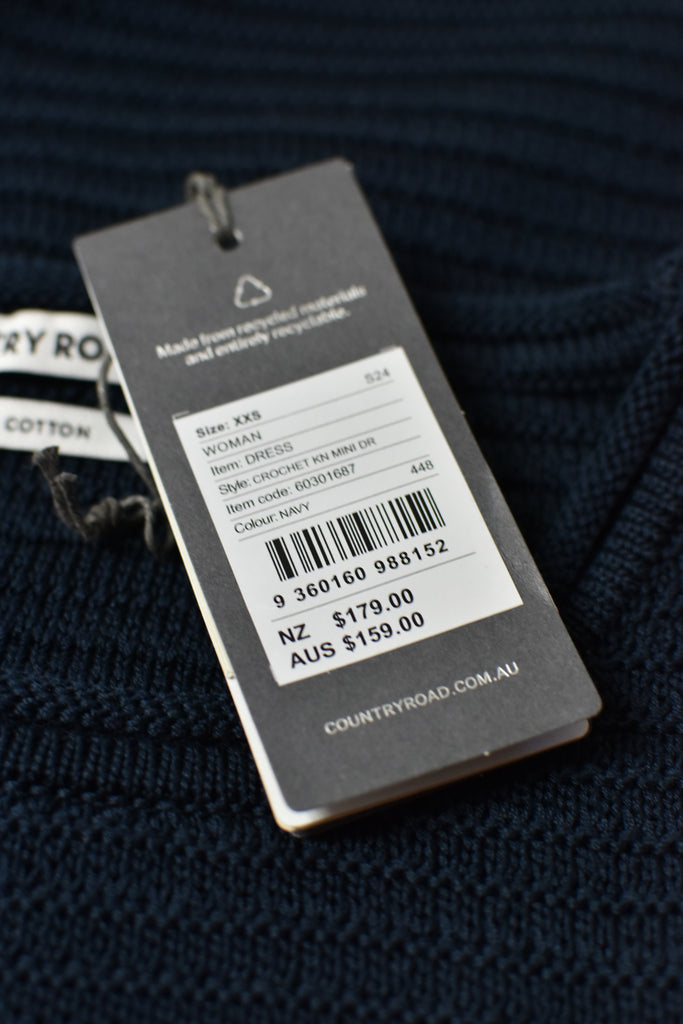 Made from recycled materials
and entirely recyclable.
RY RO
COTTON
S24
Size: XXS
WOMAN
Item: DRESS
Style: CROCHET KN MINI DR
Item code: 60301687 448
Colour: NAVY
9 360160 988152
NZ $179.00
AUS $159.00
COUNTRYROAD.COM.AU